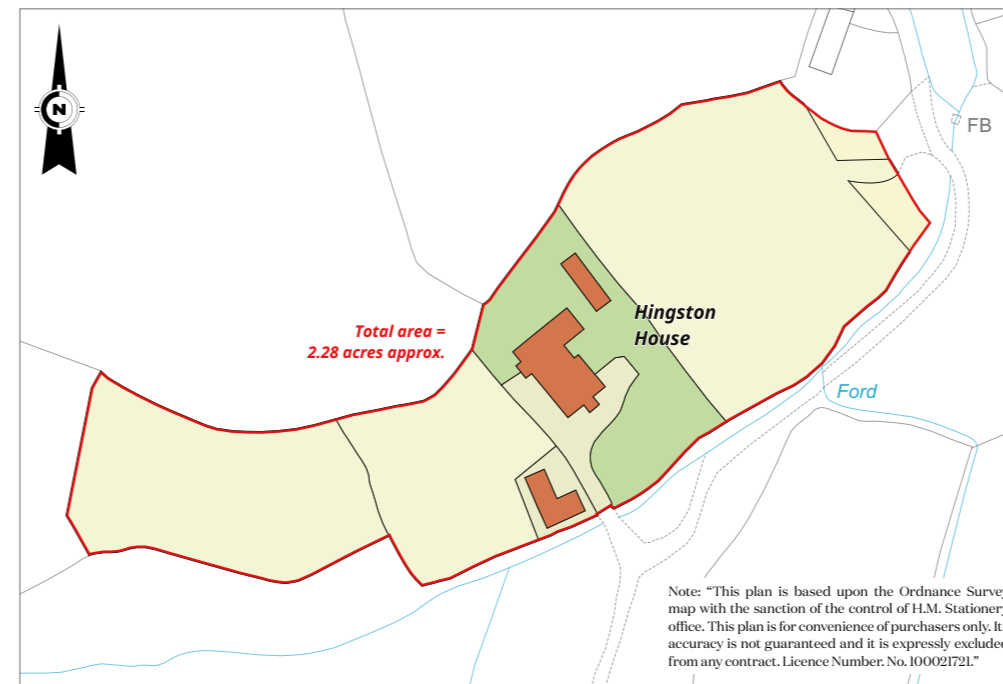 N
FB
Hingston
House
Total area =
2.28 acres approx.
Ford
Note: “This plan is based upon the Ordnance Survey
map with the sanction of the control of H.M. Stationery
office. This plan is for convenience of purchasers only. It
accuracy is not guaranteed and it is expressly excluded
from any contract. Licence Number. No. 100021721.”